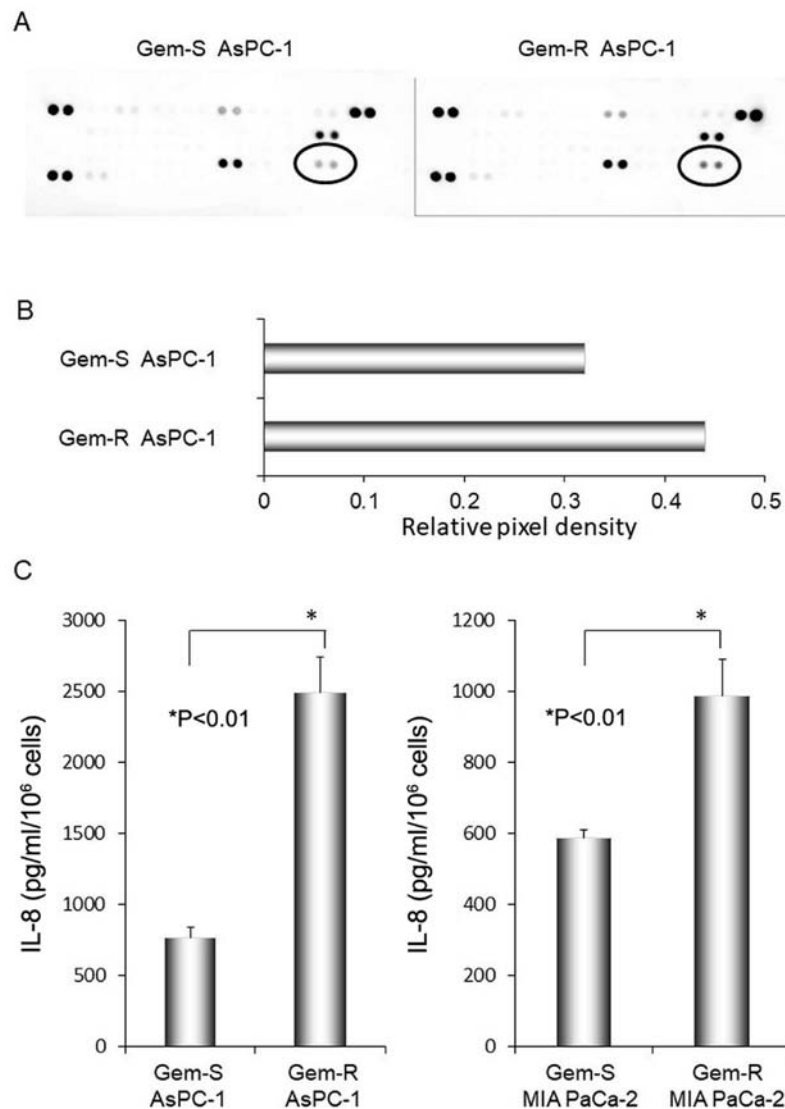 A
Gem-S AsPC-1
Gem-R AsPC-1
B
Gem-S AsPC-1
Gem-R AsPC-1
0 0.1 0.2 0.3 0.4 0.5
Relative pixel density
C
IL-8 (pg/ml/10⁶ cells)
3000
2500
2000
1500
1000
500
0
*
*P<0.01
Gem-S
AsPC-1
Gem-R
AsPC-1
IL-8 (pg/ml/10⁶ cells)
1200
1000
800
600
400
200
0
*
*P<0.01
Gem-S
MIA PaCa-2
Gem-R
MIA PaCa-2